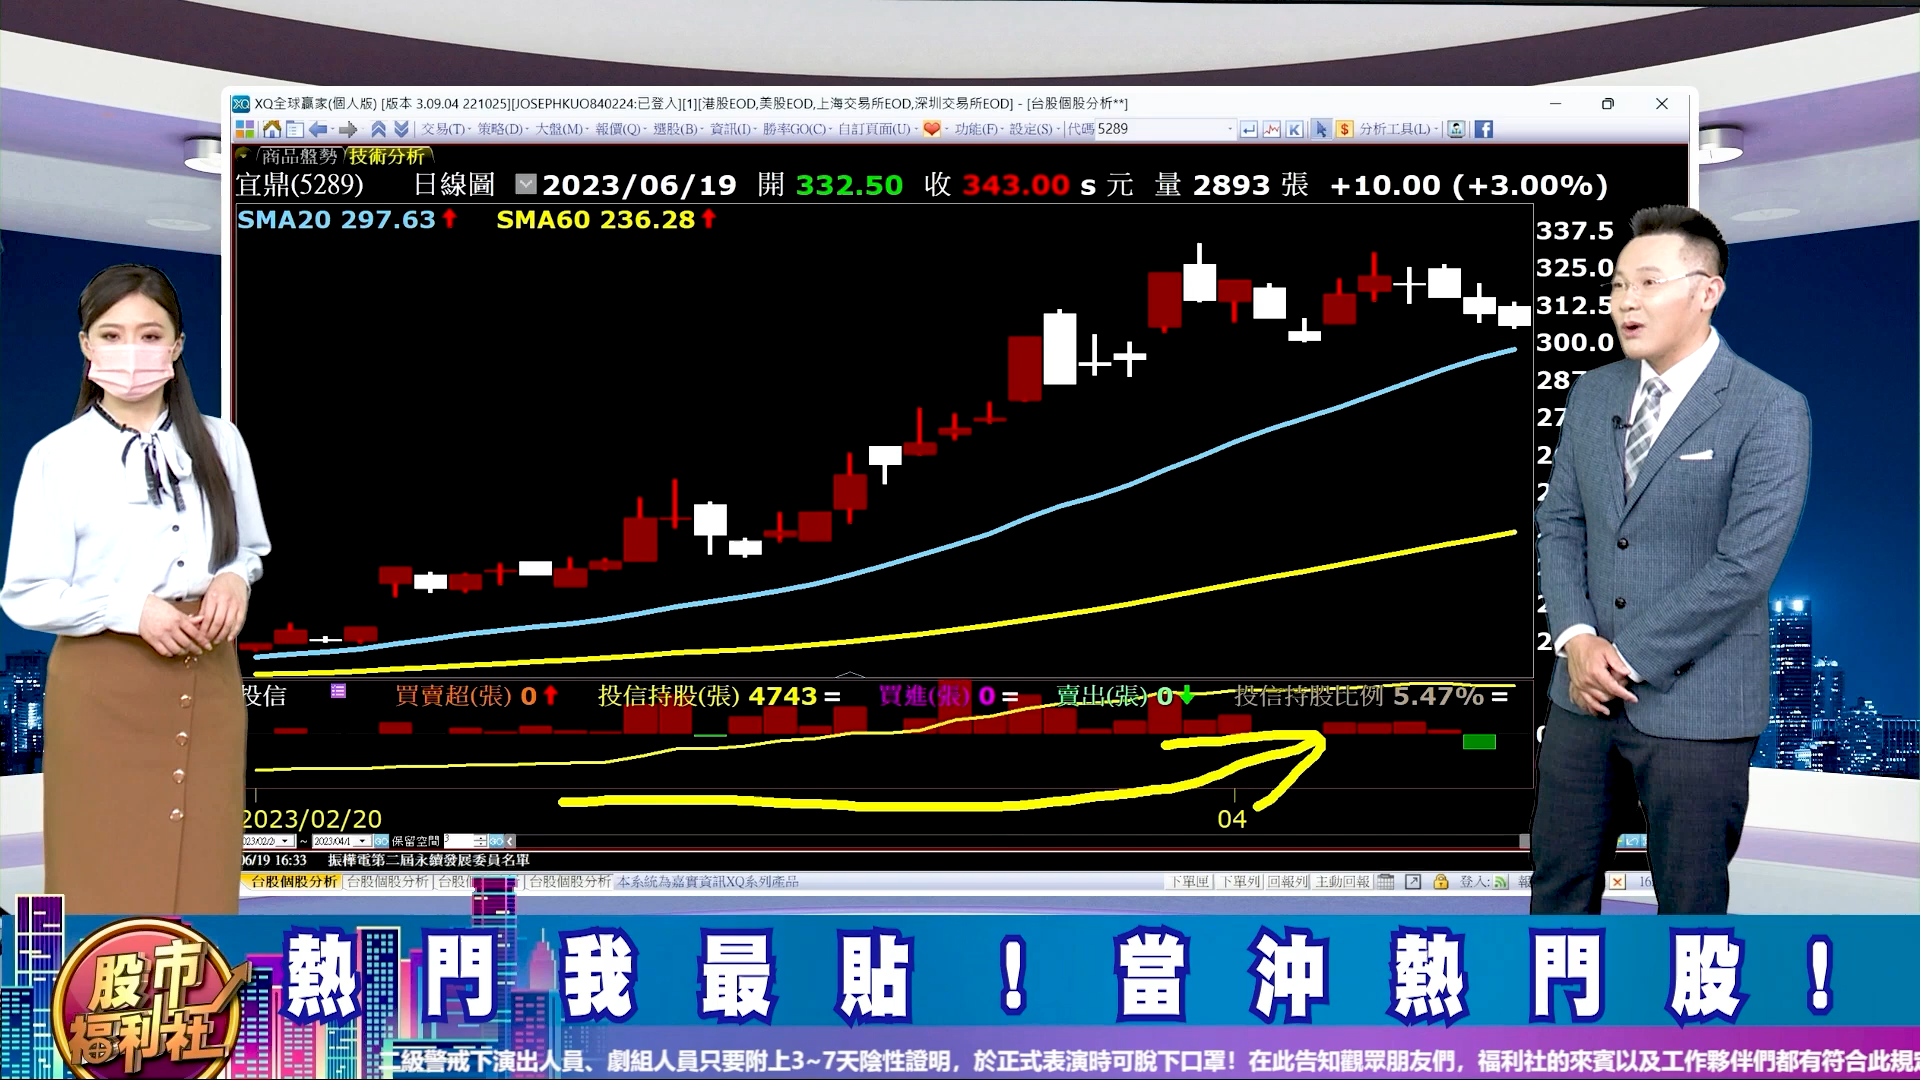 XQ全球贏家(個人版) [版本 3.09.04 221025][JOSEPHKUO840224:已登入][1][港股EOD,美股EOD,上海交易所EOD,深圳交易所EOD] - [台股個股分析**]
交易(T) 策略(D) 大盤(M) 報價(Q) 選股(B) 資訊(I) 勝率GO(C) 自訂頁面(U) 功能(F) 設定(S) 代碼 5289 K $ 分析工具(L)
商品盤勢 技術分析
宜鼎(5289) 日線圖 2023/06/19 開 332.50 收 343.00 s 元 量 2893 張 +10.00 (+3.00%)
SMA20 297.63 SMA60 236.28
337.5
325.0
312.5
300.0
投信 買賣超(張) 0 投信持股(張) 4743 = 買進(張) 0 = 賣出(張) 0 投信持股比例 5.47% =
2023/02/20 04
保留空間
06/19 16:33 振樺電第二屆永續發展委員名單
台股個股分析 台股個股分析 台股個股分析 本系統為嘉實資訊XQ系列產品 下單匣 下單列 回報列 主動回報 登入:
股市
福利社
熱門我最貼！當沖熱門股！
二級警戒下演出人員、劇組人員只要附上3~7天陰性證明，於正式表演時可脫下口罩！在此告知觀眾朋友們，福利社的來賓以及工作夥伴們都有符合此規定